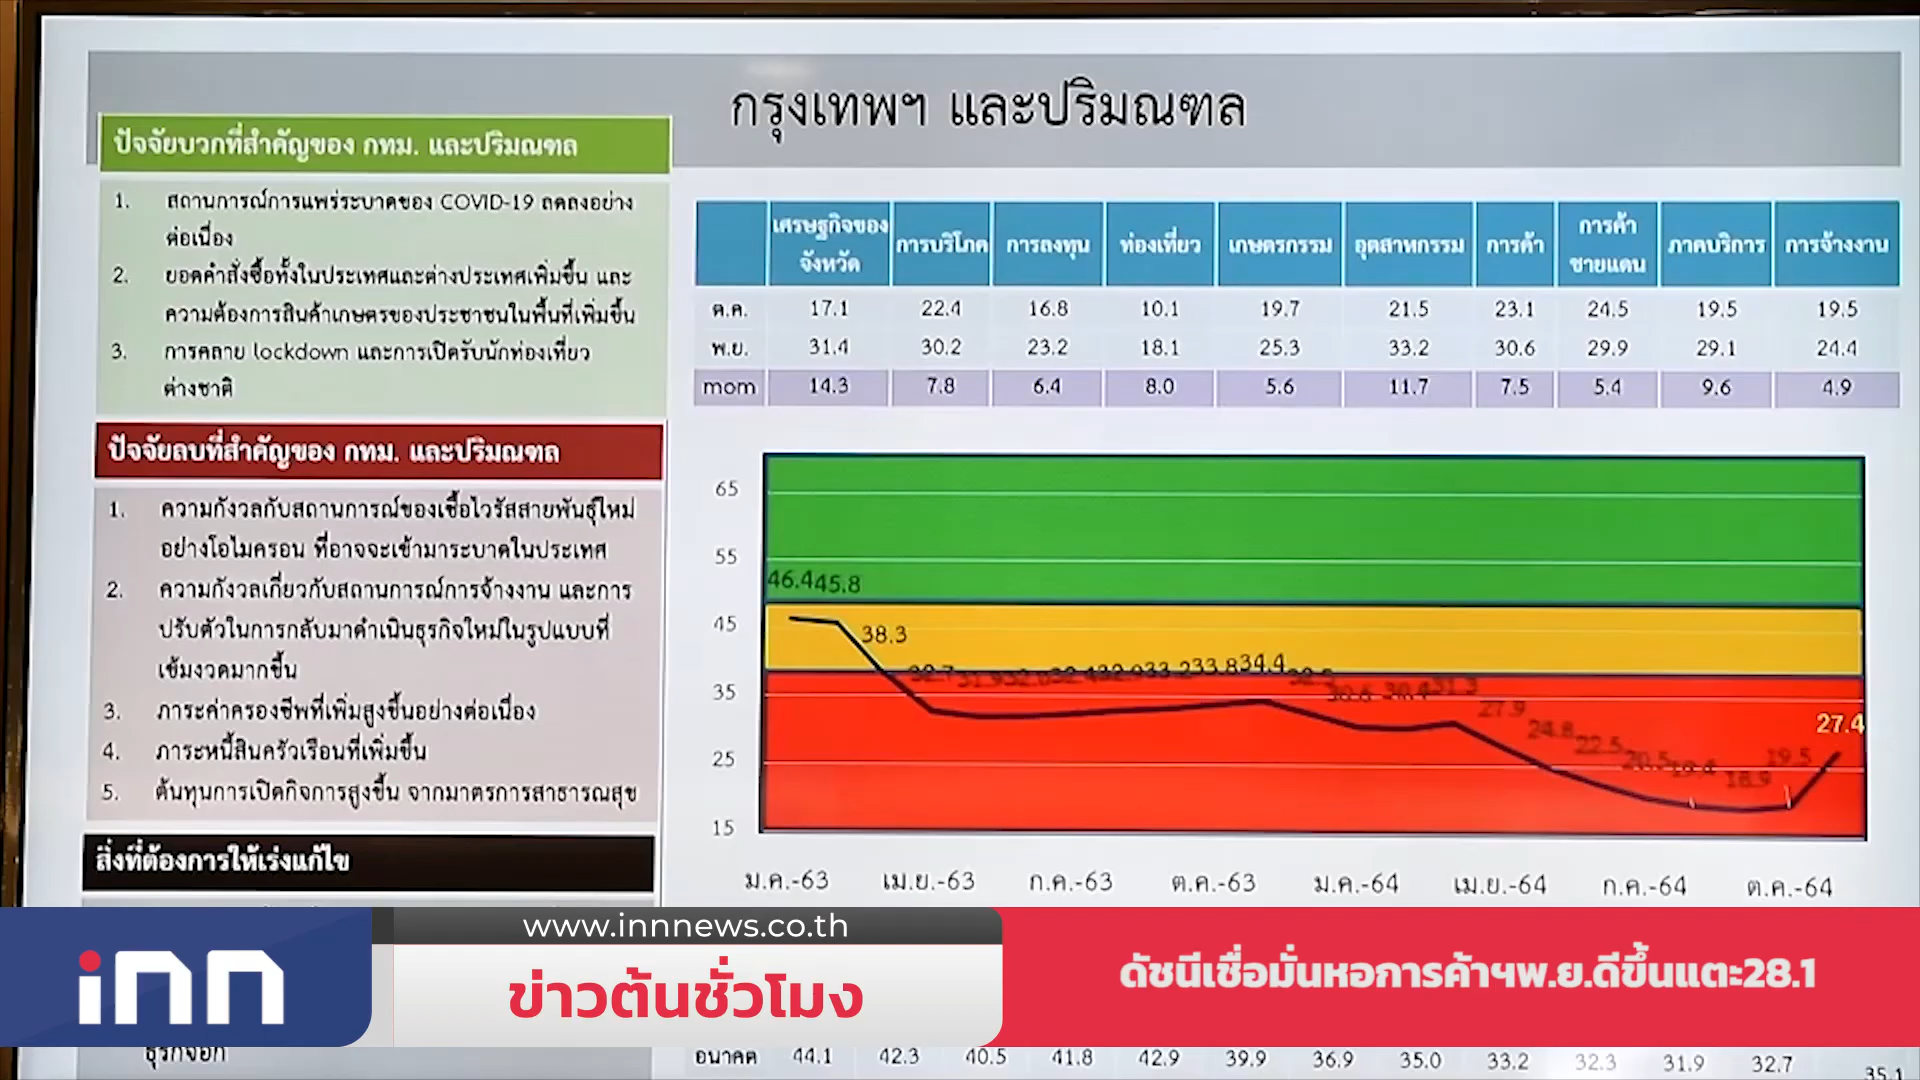 กรุงเทพฯ และปริมณฑล
ปัจจัยบวกที่สำคัญของ กทม. และปริมณฑล
1. สถานการณ์การแพร่ระบาดของ COVID-19 ลดลงอย่าง
ต่อเนื่อง
2. ยอดคำสั่งซื้อทั้งในประเทศและต่างประเทศเพิ่มขึ้น และ
ความต้องการสินค้าเกษตรของประชาชนในพื้นที่เพิ่มขึ้น
3. การคลาย lockdown และการเปิดรับนักท่องเที่ยว
ต่างชาติ
ปัจจัยลบที่สำคัญของ กทม. และปริมณฑล
1. ความกังวลกับสถานการณ์ของเชื้อไวรัสสายพันธุ์ใหม่
อย่างโอไมครอน ที่อาจจะเข้ามาระบาดในประเทศ
2. ความกังวลเกี่ยวกับสถานการณ์การจ้างงาน และการ
ปรับตัวในการกลับมาดำเนินธุรกิจใหม่ในรูปแบบที่
เข้มงวดมากขึ้น
3. ภาระค่าครองชีพที่เพิ่มสูงขึ้นอย่างต่อเนื่อง
4. ภาระหนี้สินครัวเรือนที่เพิ่มขึ้น
5. ต้นทุนการเปิดกิจการสูงขึ้น จากมาตรการสาธารณสุข
สิ่งที่ต้องการให้เร่งแก้ไข
เศรษฐกิจของจังหวัด การบริโภค การลงทุน ท่องเที่ยว เกษตรกรรม อุตสาหกรรม การค้า การค้าชายแดน ภาคบริการ การจ้างงาน
ต.ค. 17.1 22.4 16.8 10.1 19.7 21.5 23.1 24.5 19.5 19.5
พ.ย. 31.4 30.2 23.2 18.1 25.3 33.2 30.6 29.9 29.1 24.4
mom 14.3 7.8 6.4 8.0 5.6 11.7 7.5 5.4 9.6 4.9
65
55
45
35
25
15
46.4 45.8 38.3 32.7 31.9 32.0 32.4 32.9 33.2 33.8 34.4 32.5 30.6 30.4 31.3 27.9 24.8 22.5 20.5 19.4 18.9 19.5 27.4
ม.ค.-63 เม.ย.-63 ก.ค.-63 ต.ค.-63 ม.ค.-64 เม.ย.-64 ก.ค.-64 ต.ค.-64
inn
www.innnews.co.th
ข่าวต้นชั่วโมง
ดัชนีเชื่อมั่นหอการค้าฯพ.ย.ดีขึ้นแตะ28.1
อนาคต 44.1 42.3 40.5 41.8 42.9 39.9 36.9 35.0 33.2 32.3 31.9 32.7 35.1